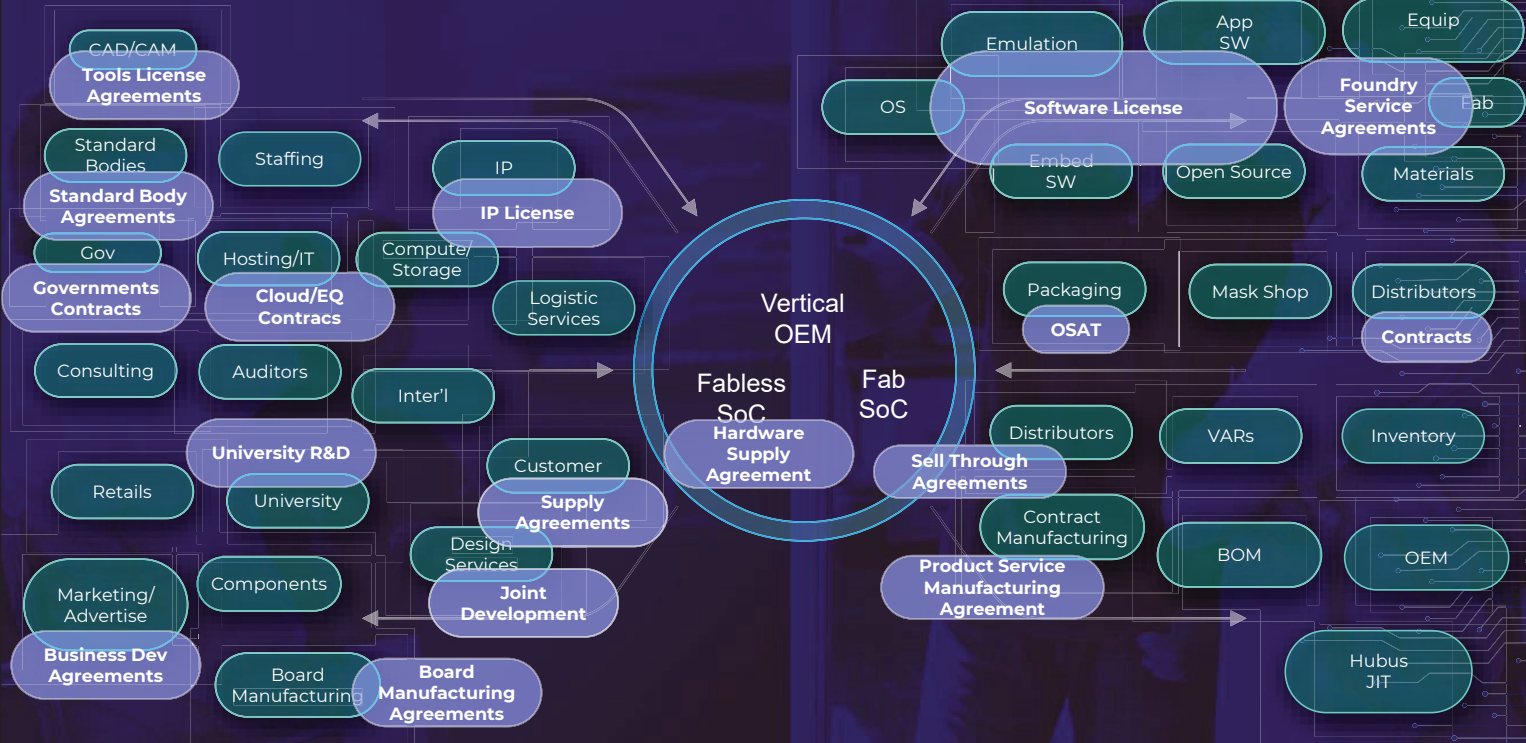 CAD/CAM
Tools License
Agreements
Standard
Bodies
Standard Body
Agreements
Staffing
IP
IP License
Gov
Governments
Contracts
Hosting/IT
Cloud/EQ
Contracs
Compute/
Storage
Logistic
Services
Consulting
Auditors
Inter'l
University R&D
University
Retails
Customer
Supply
Agreements
Design
Services
Joint
Development
Marketing/
Advertise
Business Dev
Agreements
Components
Board
Manufacturing
Board
Manufacturing
Agreements
Vertical
OEM
Fabless
SoC
Fab
SoC
Hardware
Supply
Agreement
Emulation
App
SW
Equip
OS
Software License
Foundry
Service
Agreements
Fab
Embed
SW
Open Source
Materials
Packaging
OSAT
Mask Shop
Distributors
Contracts
Distributors
Sell Through
Agreements
VARs
Inventory
Contract
Manufacturing
Product Service
Manufacturing
Agreement
BOM
OEM
Hubus
JIT